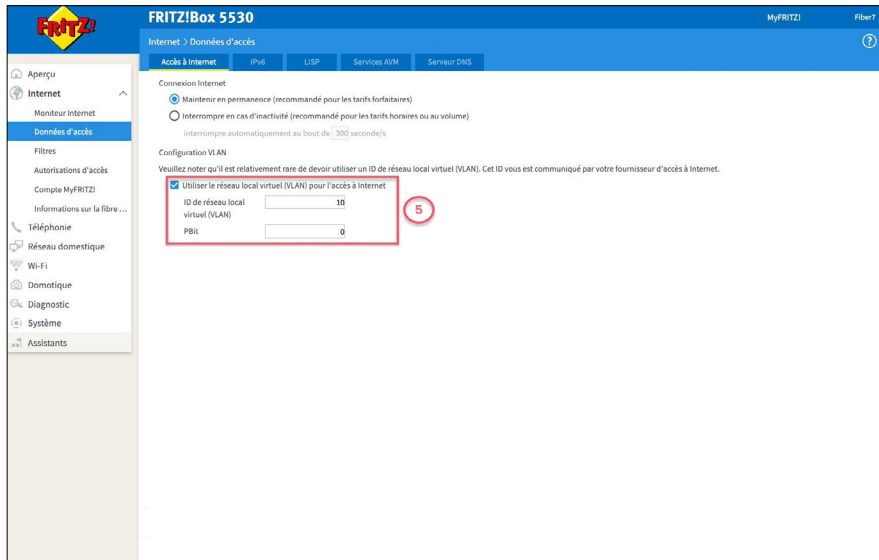 FRITZ!
FRITZ!Box 5530
MyFRITZ!
Fiber7
Internet > Données d'accès
?
Accès à Internet
IPv6
LISP
Services AVM
Serveur DNS
Aperçu
Internet
Moniteur Internet
Données d'accès
Filtres
Autorisations d'accès
Compte MyFRITZ!
Informations sur la fibre ...
Téléphonie
Réseau domestique
Wi-Fi
Domotique
Diagnostic
Système
Assistants
Connexion Internet
Maintenir en permanence (recommandé pour les tarifs forfaitaires)
Interrompre en cas d'inactivité (recommandé pour les tarifs horaires ou au volume)
interrompre automatiquement au bout de 300 seconde/s
Configuration VLAN
Veuillez noter qu'il est relativement rare de devoir utiliser un ID de réseau local virtuel (VLAN). Cet ID vous est communiqué par votre fournisseur d'accès à Internet.
Utiliser le réseau local virtuel (VLAN) pour l'accès à Internet
ID de réseau local 10
virtuel (VLAN)
PBit 0
5